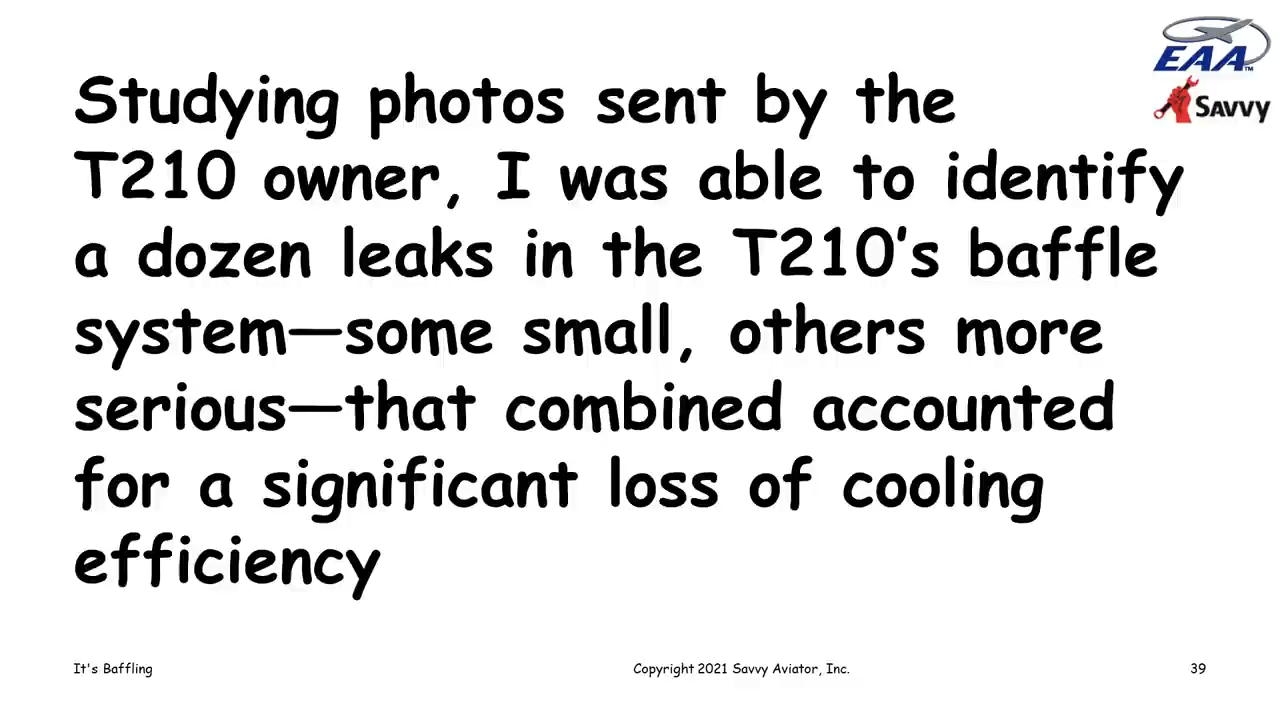 EAA™
Savvy
Studying photos sent by the
T210 owner, I was able to identify
a dozen leaks in the T210's baffle
system—some small, others more
serious—that combined accounted
for a significant loss of cooling
efficiency
It's Baffling
Copyright 2021 Savvy Aviator, Inc.
39